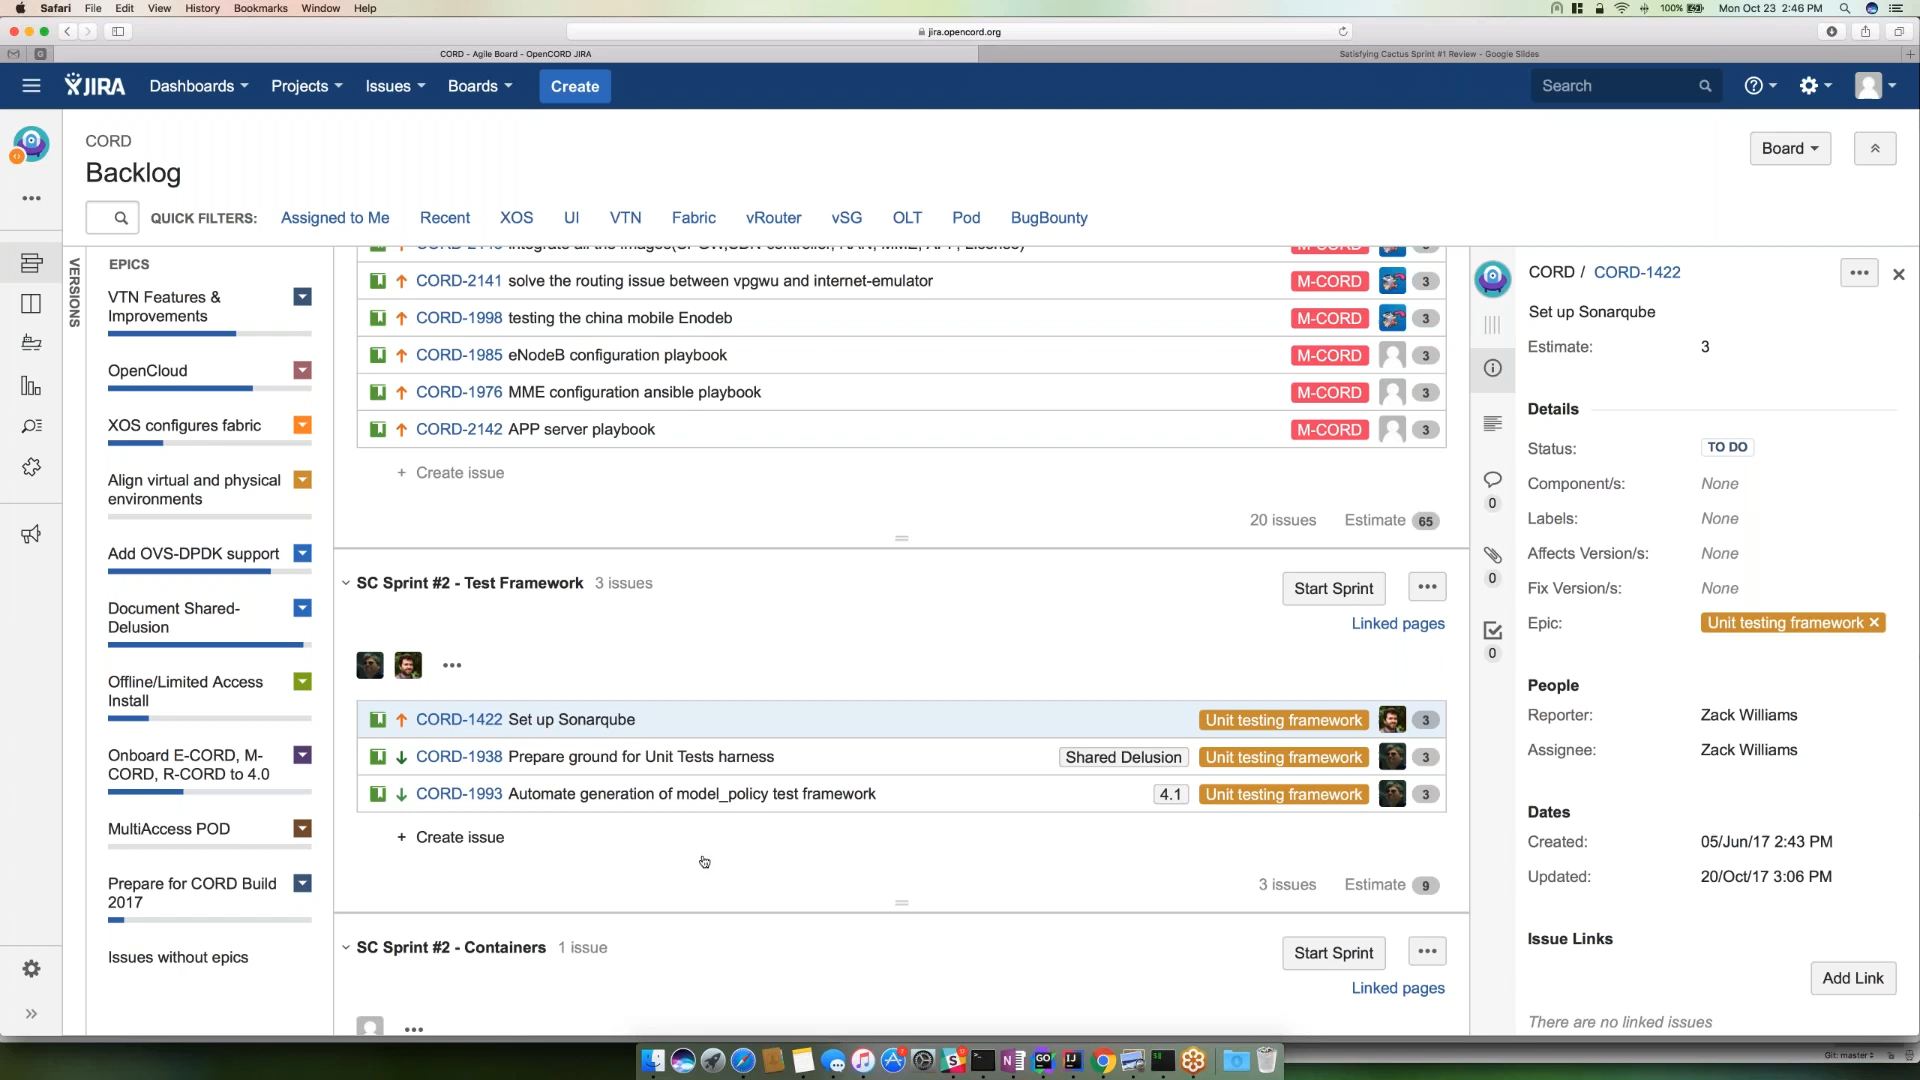 Safari File Edit View History Bookmarks Window Help
100% Mon Oct 23 2:46 PM
jira.opencord.org
CORD - Agile Board - OpenCORD JIRA
Satisfying Cactus Sprint #1 Review - Google Slides
JIRA Dashboards Projects Issues Boards Create
Search
CORD
Backlog
Board
QUICK FILTERS: Assigned to Me Recent XOS UI VTN Fabric vRouter vSG OLT Pod BugBounty
VERSIONS
EPICS
VTN Features &
Improvements
OpenCloud
XOS configures fabric
Align virtual and physical
environments
Add OVS-DPDK support
Document Shared-
Delusion
Offline/Limited Access
Install
Onboard E-CORD, M-
CORD, R-CORD to 4.0
MultiAccess POD
Prepare for CORD Build
2017
Issues without epics
CORD-2141 solve the routing issue between vpgwu and internet-emulator M-CORD 3
CORD-1998 testing the china mobile Enodeb M-CORD 3
CORD-1985 eNodeB configuration playbook M-CORD 3
CORD-1976 MME configuration ansible playbook M-CORD 3
CORD-2142 APP server playbook M-CORD 3
+ Create issue
20 issues Estimate 65
SC Sprint #2 - Test Framework 3 issues
Start Sprint •••
Linked pages
•••
CORD-1422 Set up Sonarqube Unit testing framework 3
CORD-1938 Prepare ground for Unit Tests harness Shared Delusion Unit testing framework 3
CORD-1993 Automate generation of model_policy test framework 4.1 Unit testing framework 3
+ Create issue
3 issues Estimate 9
SC Sprint #2 - Containers 1 issue
Start Sprint •••
Linked pages
•••
CORD / CORD-1422
Set up Sonarqube
Estimate: 3
Details
Status: TO DO
Component/s: None
Labels: None
Affects Version/s: None
Fix Version/s: None
Epic: Unit testing framework ×
0
0
0
People
Reporter: Zack Williams
Assignee: Zack Williams
Dates
Created: 05/Jun/17 2:43 PM
Updated: 20/Oct/17 3:06 PM
Issue Links
Add Link
There are no linked issues
Git: master